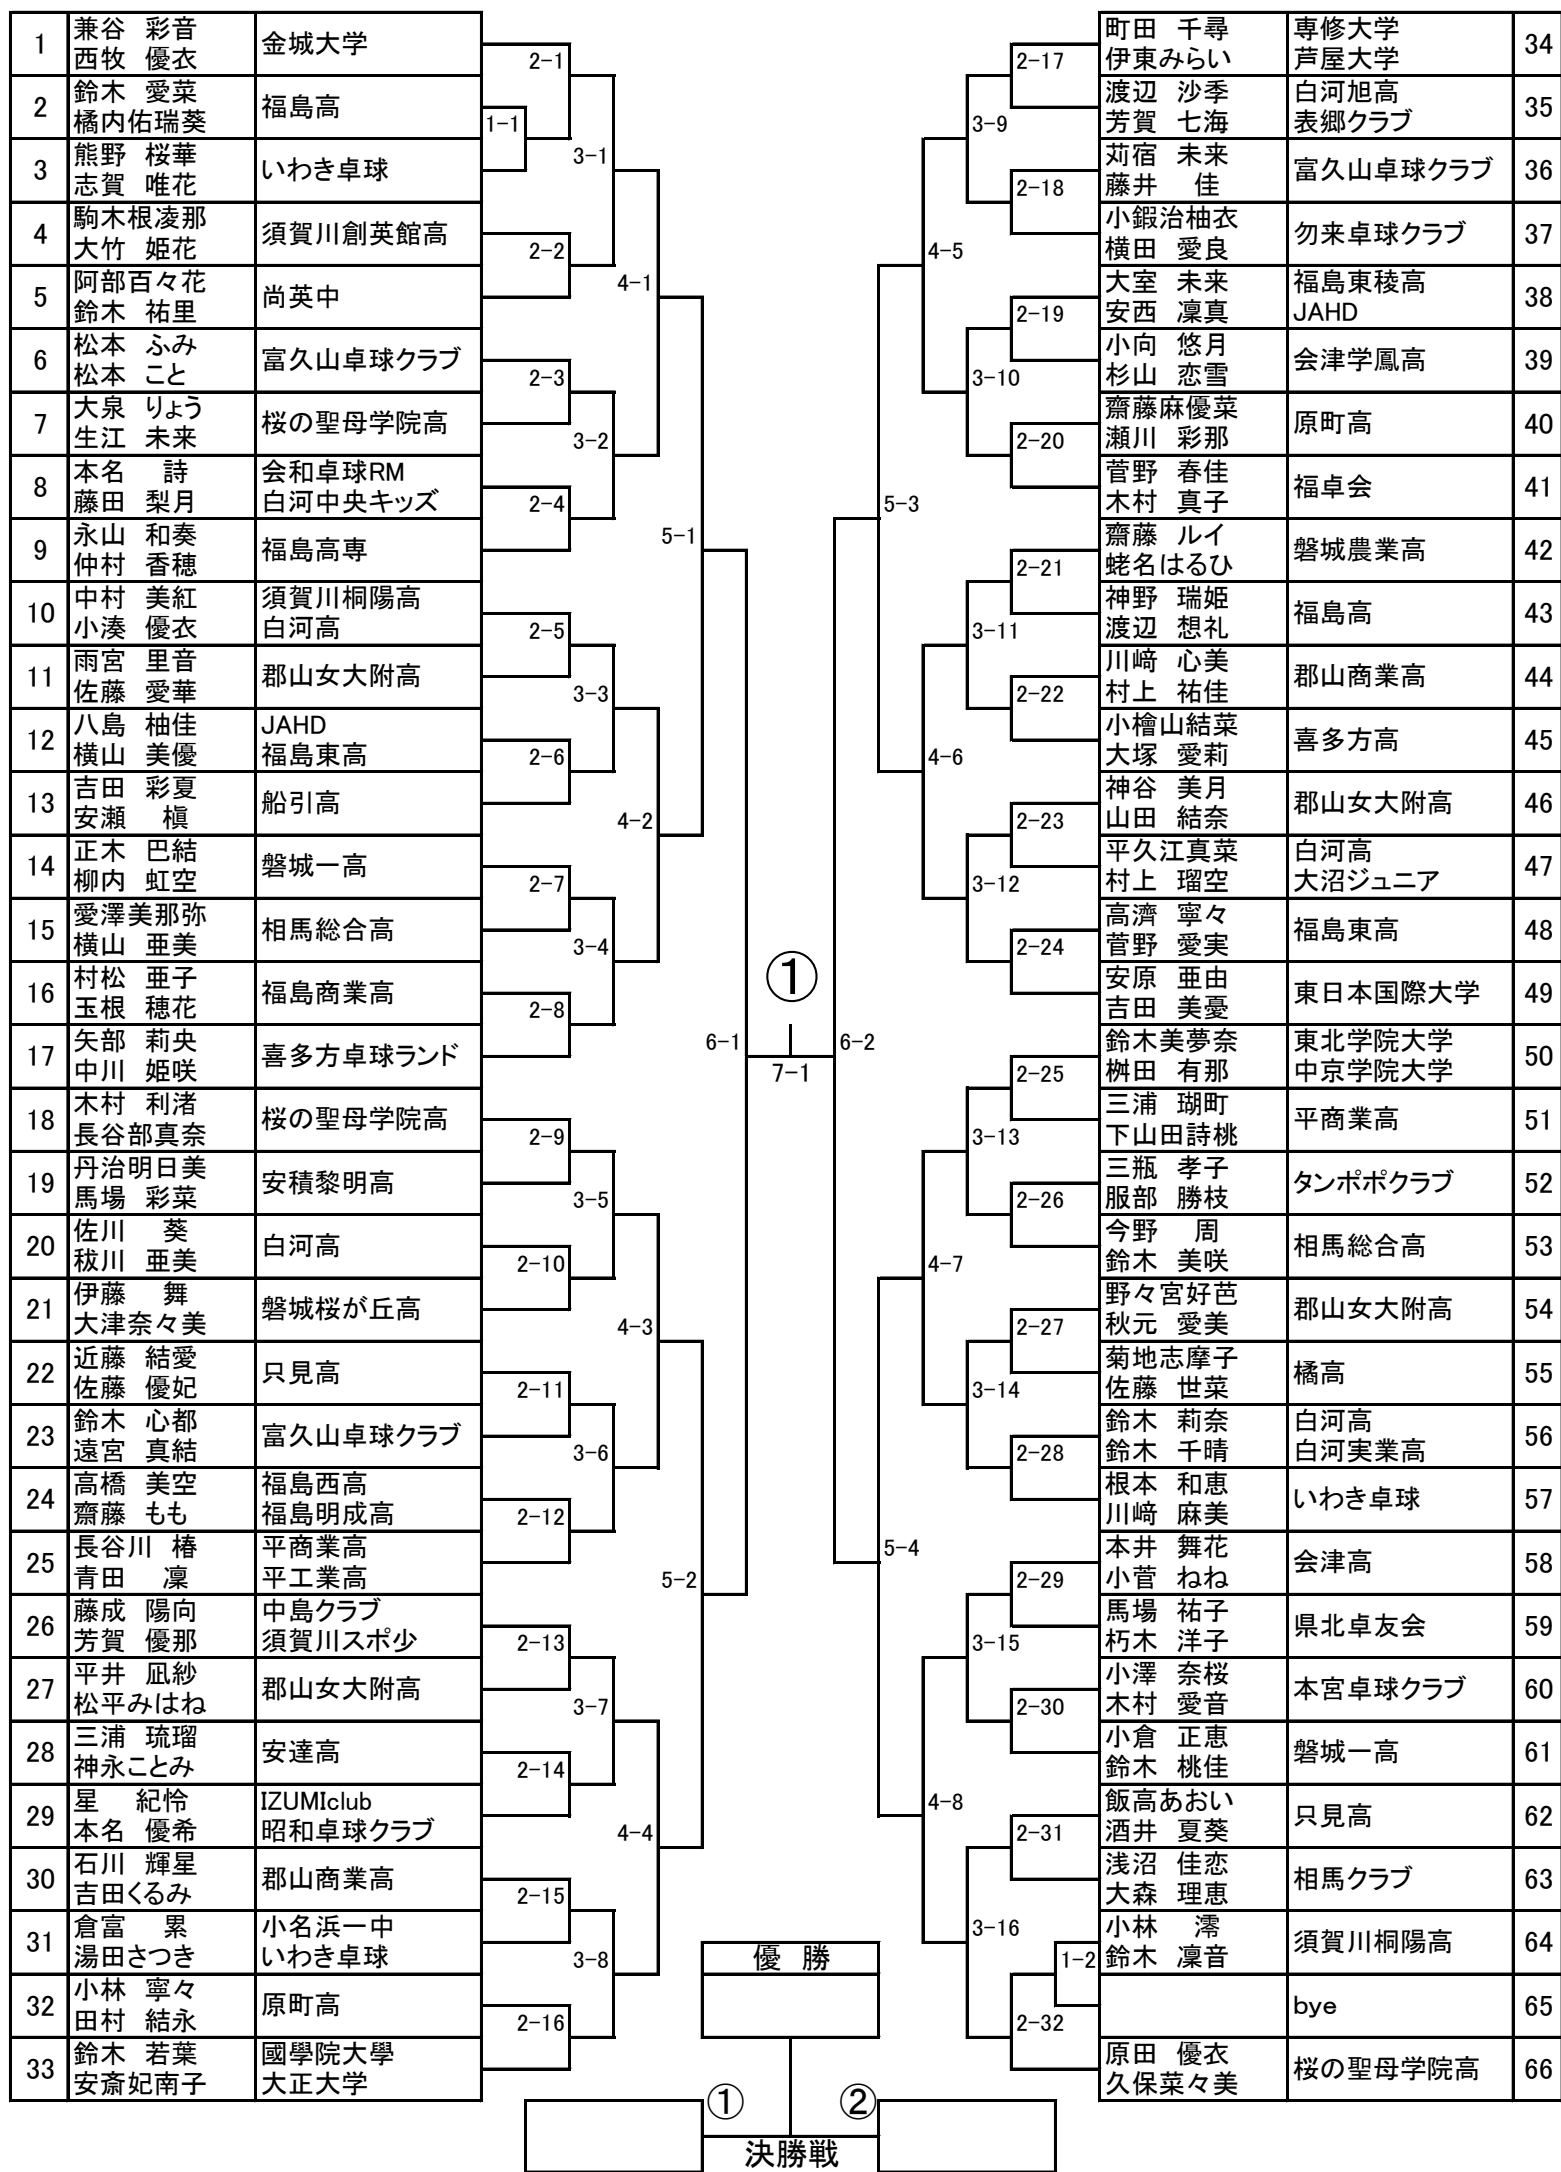 1 兼谷 彩音 金城大学
西牧 優衣
2 鈴木 愛菜 福島高
橘内佑瑞葵
3 熊野 桜華 いわき卓球
志賀 唯花
4 駒木根凌那 須賀川創英館高
大竹 姫花
5 阿部百々花 尚英中
鈴木 祐里
6 松本 ふみ 富久山卓球クラブ
松本 こと
7 大泉 りょう 桜の聖母学院高
生江 未来
8 本名 詩 会和卓球RM
藤田 梨月 白河中央キッズ
9 永山 和奏 福島高専
仲村 香穂
10 中村 美紅 須賀川桐陽高
小湊 優衣 白河高
11 雨宮 里音 郡山女大附高
佐藤 愛華
12 八島 柚佳 JAHD
横山 美優 福島東高
13 吉田 彩夏 船引高
安瀬 槇
14 正木 巴結 磐城一高
柳内 虹空
15 愛澤美那弥 相馬総合高
横山 亜美
16 村松 亜子 福島商業高
玉根 穂花
17 矢部 莉央 喜多方卓球ランド
中川 姫咲
18 木村 利渚 桜の聖母学院高
長谷部真奈
19 丹治明日美 安積黎明高
馬場 彩菜
20 佐川 葵 白河高
秡川 亜美
21 伊藤 舞 磐城桜が丘高
大津奈々美
22 近藤 結愛 只見高
佐藤 優妃
23 鈴木 心都 富久山卓球クラブ
遠宮 真結
24 高橋 美空 福島西高
齋藤 もも 福島明成高
25 長谷川 椿 平商業高
青田 凜 平工業高
26 藤成 陽向 中島クラブ
芳賀 優那 須賀川スポ少
27 平井 凪紗 郡山女大附高
松平みはね
28 三浦 琉瑠 安達高
神永ことみ
29 星 紀怜 IZUMIclub
本名 優希 昭和卓球クラブ
30 石川 輝星 郡山商業高
吉田くるみ
31 倉富 累 小名浜一中
湯田さつき いわき卓球
32 小林 寧々 原町高
田村 結永
33 鈴木 若葉 國學院大學
安斎妃南子 大正大学
1-1
2-1
2-2
2-3
2-4
2-5
2-6
2-7
2-8
2-9
2-10
2-11
2-12
2-13
2-14
2-15
2-16
3-1
3-2
3-3
3-4
3-5
3-6
3-7
3-8
4-1
4-2
4-3
4-4
5-1
5-2
6-1
①
7-1
6-2
5-3
5-4
4-5
4-6
4-7
4-8
3-9
3-10
3-11
3-12
3-13
3-14
3-15
3-16
2-17
2-18
2-19
2-20
2-21
2-22
2-23
2-24
2-25
2-26
2-27
2-28
2-29
2-30
2-31
2-32
1-2
町田 千尋 専修大学 34
伊東みらい 芦屋大学
渡辺 沙季 白河旭高 35
芳賀 七海 表郷クラブ
苅宿 未来 富久山卓球クラブ 36
藤井 佳
小鍜治柚衣 勿来卓球クラブ 37
横田 愛良
大室 未来 福島東稜高 38
安西 凜真 JAHD
小向 悠月 会津学鳳高 39
杉山 恋雪
齋藤麻優菜 原町高 40
瀬川 彩那
菅野 春佳 福卓会 41
木村 真子
齋藤 ルイ 磐城農業高 42
蛯名はるひ
神野 瑞姫 福島高 43
渡辺 想礼
川﨑 心美 郡山商業高 44
村上 祐佳
小檜山結菜 喜多方高 45
大塚 愛莉
神谷 美月 郡山女大附高 46
山田 結奈
平久江真菜 白河高 47
村上 瑠空 大沼ジュニア
高濟 寧々 福島東高 48
菅野 愛実
安原 亜由 東日本国際大学 49
吉田 美憂
鈴木美夢奈 東北学院大学 50
桝田 有那 中京学院大学
三浦 瑚町 平商業高 51
下山田詩桃
三瓶 孝子 タンポポクラブ 52
服部 勝枝
今野 周 相馬総合高 53
鈴木 美咲
野々宮好芭 郡山女大附高 54
秋元 愛美
菊地志摩子 橘高 55
佐藤 世菜
鈴木 莉奈 白河高 56
鈴木 千晴 白河実業高
根本 和恵 いわき卓球 57
川﨑 麻美
本井 舞花 会津高 58
小菅 ねね
馬場 祐子 県北卓友会 59
朽木 洋子
小澤 奈桜 本宮卓球クラブ 60
木村 愛音
小倉 正恵 磐城一高 61
鈴木 桃佳
飯高あおい 只見高 62
酒井 夏葵
浅沼 佳恋 相馬クラブ 63
大森 理恵
小林 澪 須賀川桐陽高 64
鈴木 凜音
bye 65
原田 優衣 桜の聖母学院高 66
久保菜々美
優 勝
① ②
決勝戦